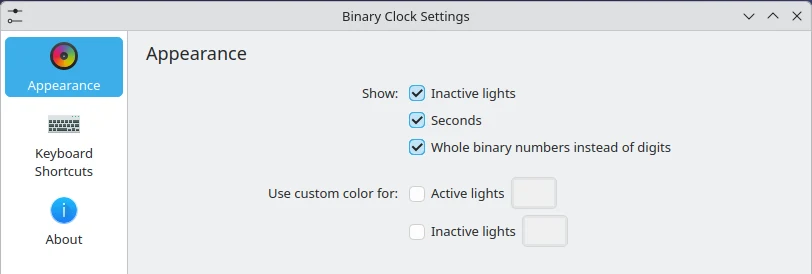 Binary Clock Settings
Appearance
Appearance
Show:
Inactive lights
Seconds
Whole binary numbers instead of digits
Keyboard
Shortcuts
Use custom color for:
Active lights
Inactive lights
About